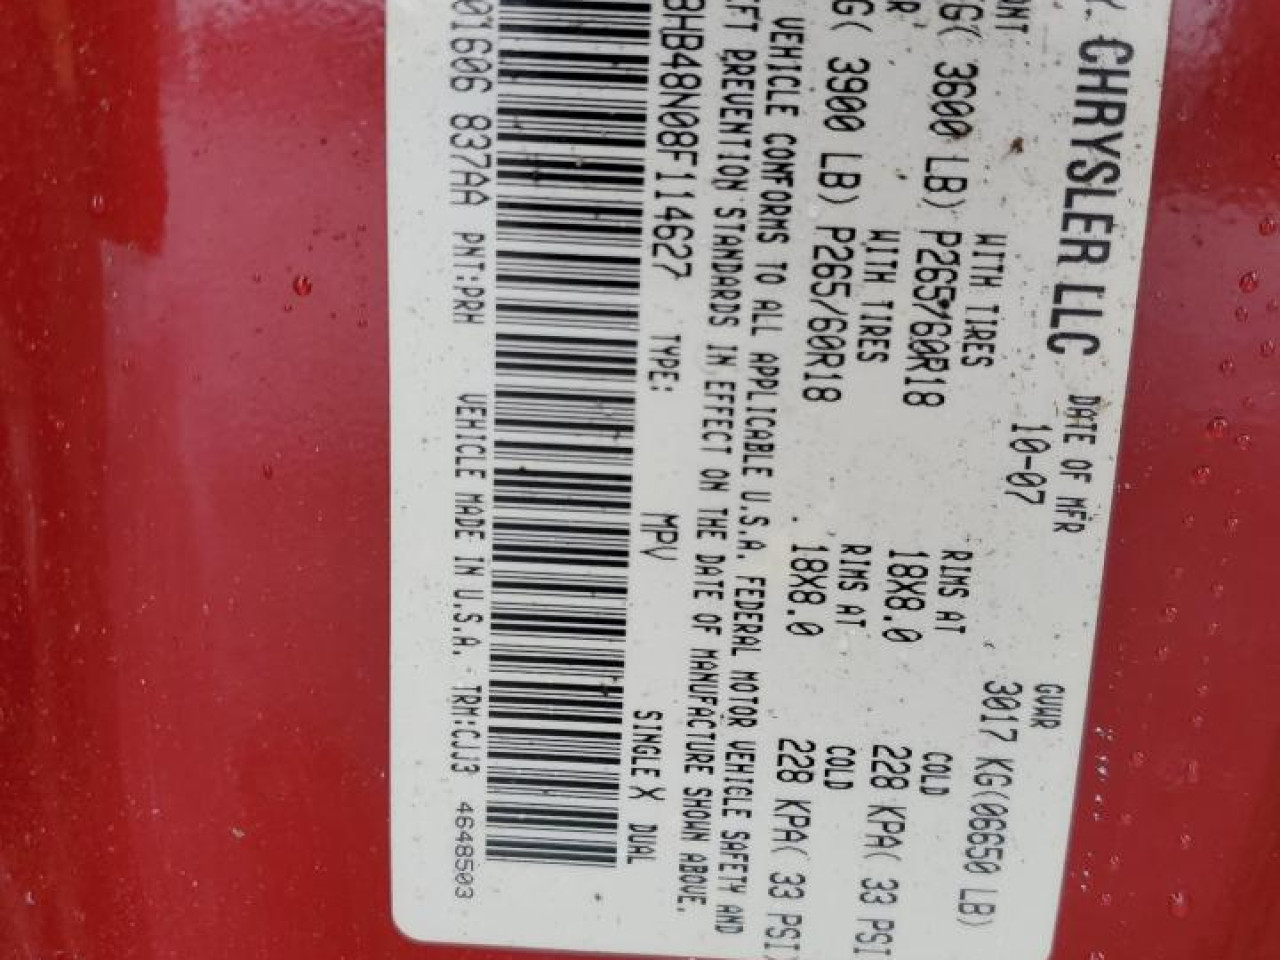 Y CHRYSLER LLC DATE OF MFR GVWR
10-07 3017 KG(06650 LB)
ONT WITH TIRES RIMS AT COLD
KG( 3600 LB) P265/60R18 18X8.0 228 KPA( 33 PSI
R WITH TIRES RIMS AT COLD
G( 3900 LB) P265/60R18 18X8.0 228 KPA( 33 PSI)
VEHICLE CONFORMS TO ALL APPLICABLE U.S.A. FEDERAL MOTOR VEHICLE SAFETY AND
EFT PREVENTION STANDARDS IN EFFECT ON THE DATE OF MANUFACTURE SHOWN ABOVE.
8HB48N08F114627 TYPE: MPV SINGLE X DUAL
01606 837AA PNT:PRH VEHICLE MADE IN U.S.A. TRM:CJJ3 4648503